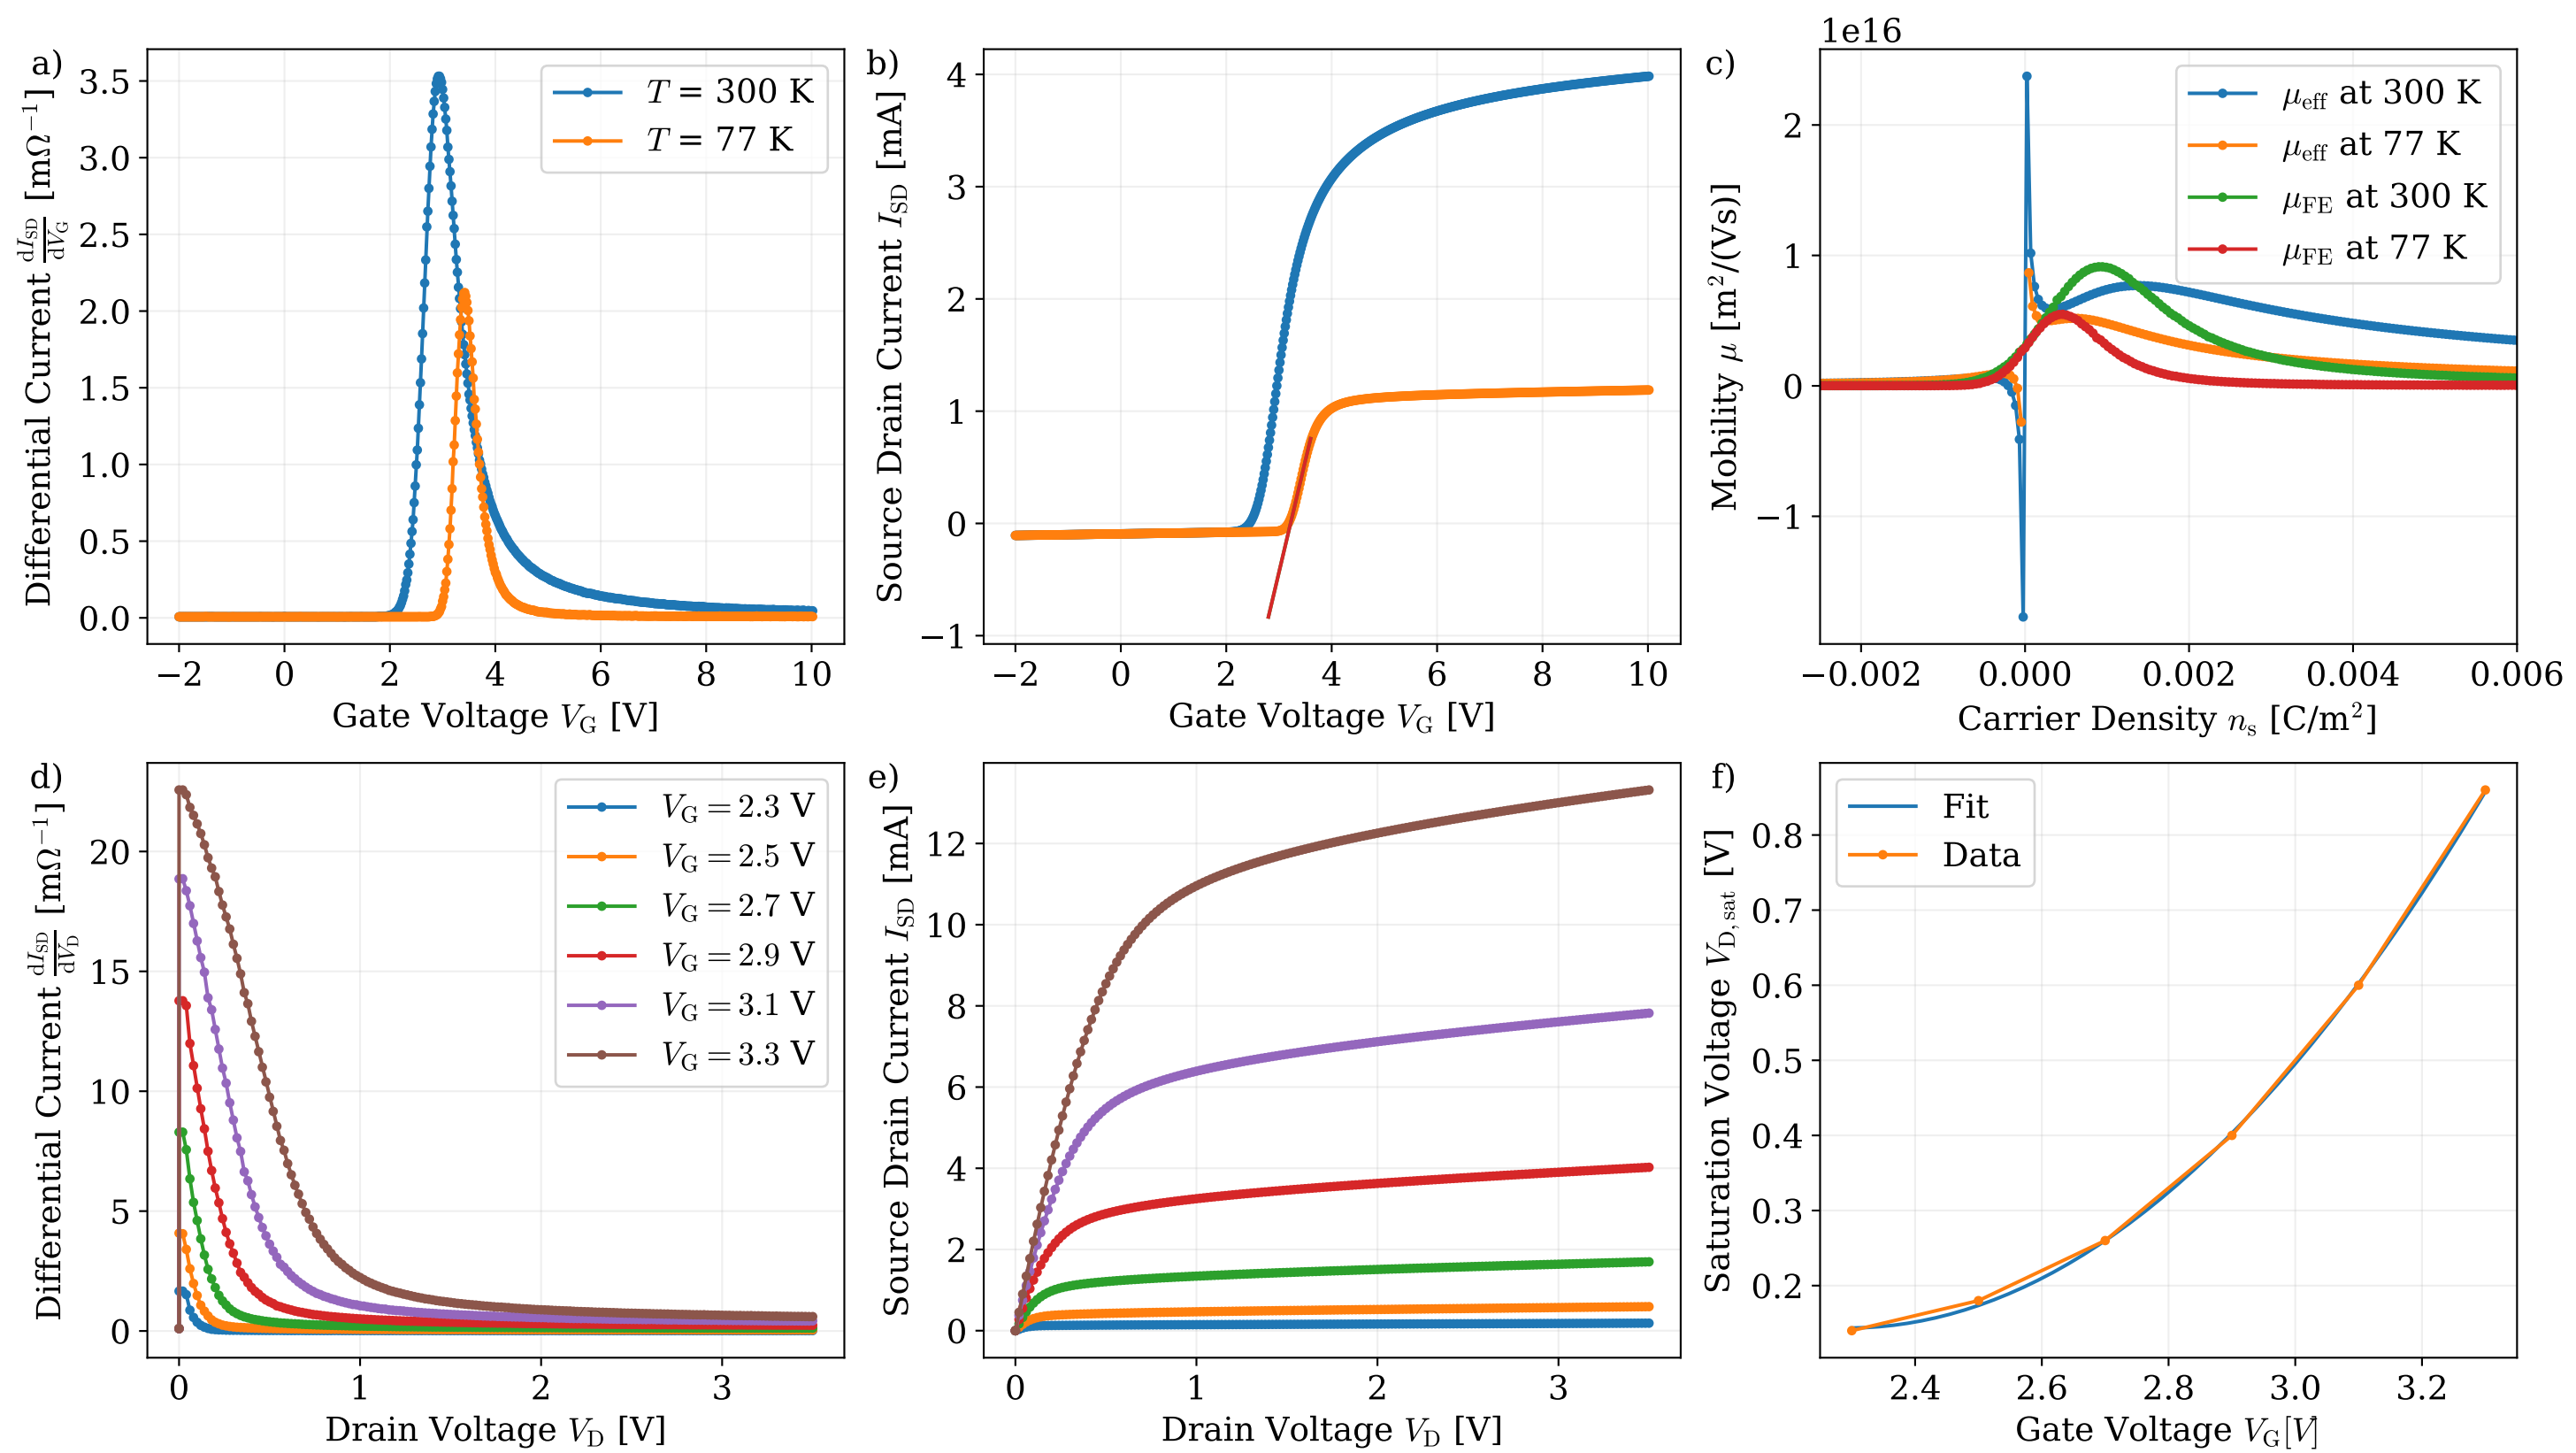 a)
Differential Current dI_SD/dV_G [mΩ⁻¹]
3.5
3.0
2.5
2.0
1.5
1.0
0.5
0.0
T = 300 K
T = 77 K
−2 0 2 4 6 8 10
Gate Voltage V_G [V]
b)
Source Drain Current I_SD [mA]
4
3
2
1
0
−1
−2 0 2 4 6 8 10
Gate Voltage V_G [V]
c)
1e16
Mobility μ [m²/(Vs)]
2
1
0
−1
μ_eff at 300 K
μ_eff at 77 K
μ_FE at 300 K
μ_FE at 77 K
−0.002 0.000 0.002 0.004 0.006
Carrier Density n_s [C/m²]
d)
Differential Current dI_SD/dV_D [mΩ⁻¹]
20
15
10
5
0
V_G = 2.3 V
V_G = 2.5 V
V_G = 2.7 V
V_G = 2.9 V
V_G = 3.1 V
V_G = 3.3 V
0 1 2 3
Drain Voltage V_D [V]
e)
Source Drain Current I_SD [mA]
12
10
8
6
4
2
0
0 1 2 3
Drain Voltage V_D [V]
f)
Saturation Voltage V_D,sat [V]
0.8
0.7
0.6
0.5
0.4
0.3
0.2
Fit
Data
2.4 2.6 2.8 3.0 3.2
Gate Voltage V_G[V]